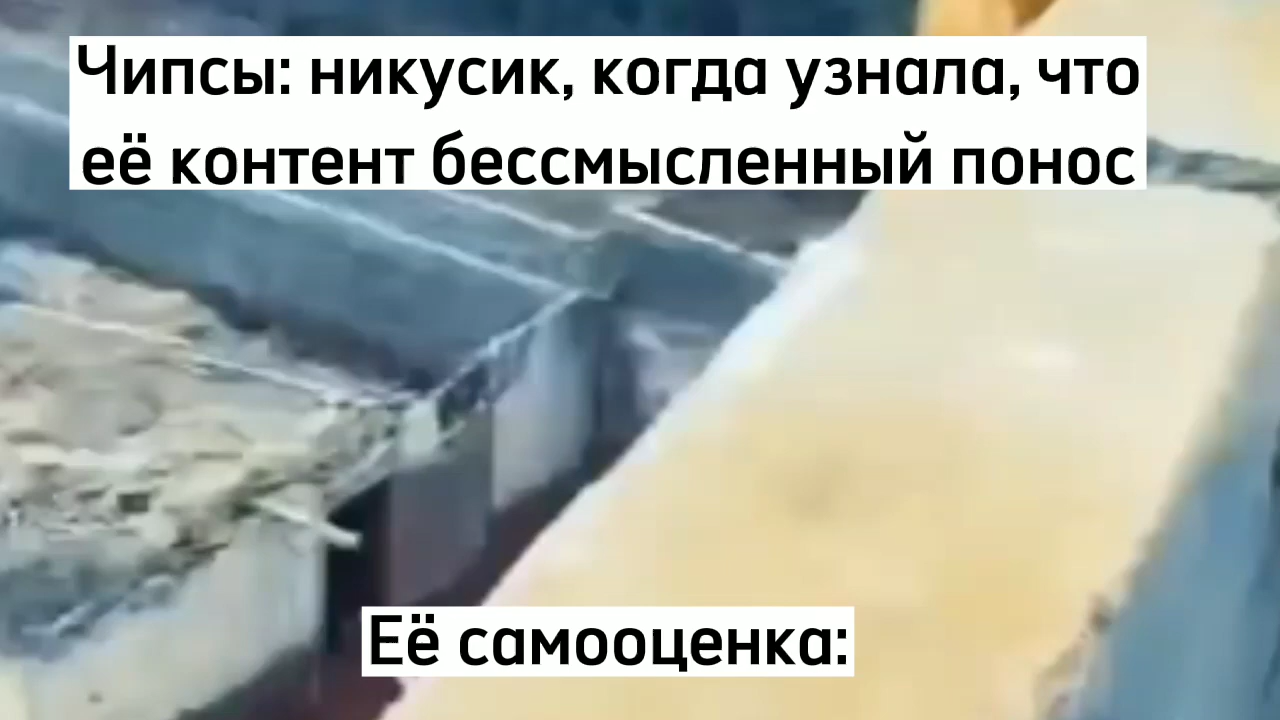 Чипсы: никусик, когда узнала, что
её контент бессмысленный понос
Её самооценка: